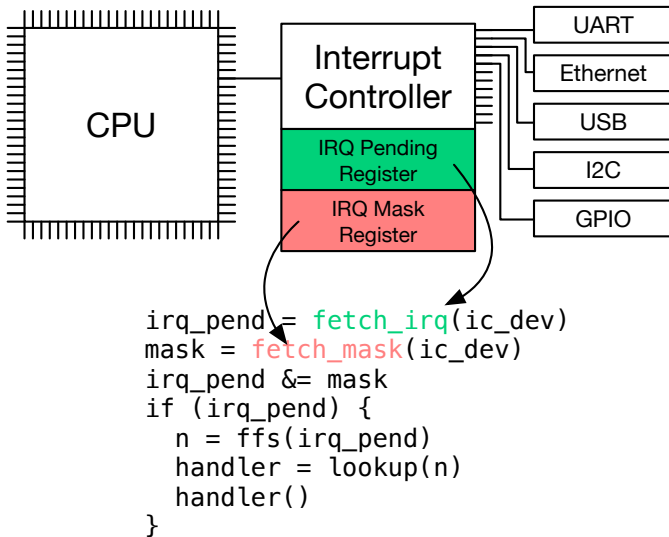 CPU
Interrupt
Controller
IRQ Pending
Register
IRQ Mask
Register
UART
Ethernet
USB
I2C
GPIO
irq_pend = fetch_irq(ic_dev)
mask = fetch_mask(ic_dev)
irq_pend &= mask
if (irq_pend) {
  n = ffs(irq_pend)
  handler = lookup(n)
  handler()
}